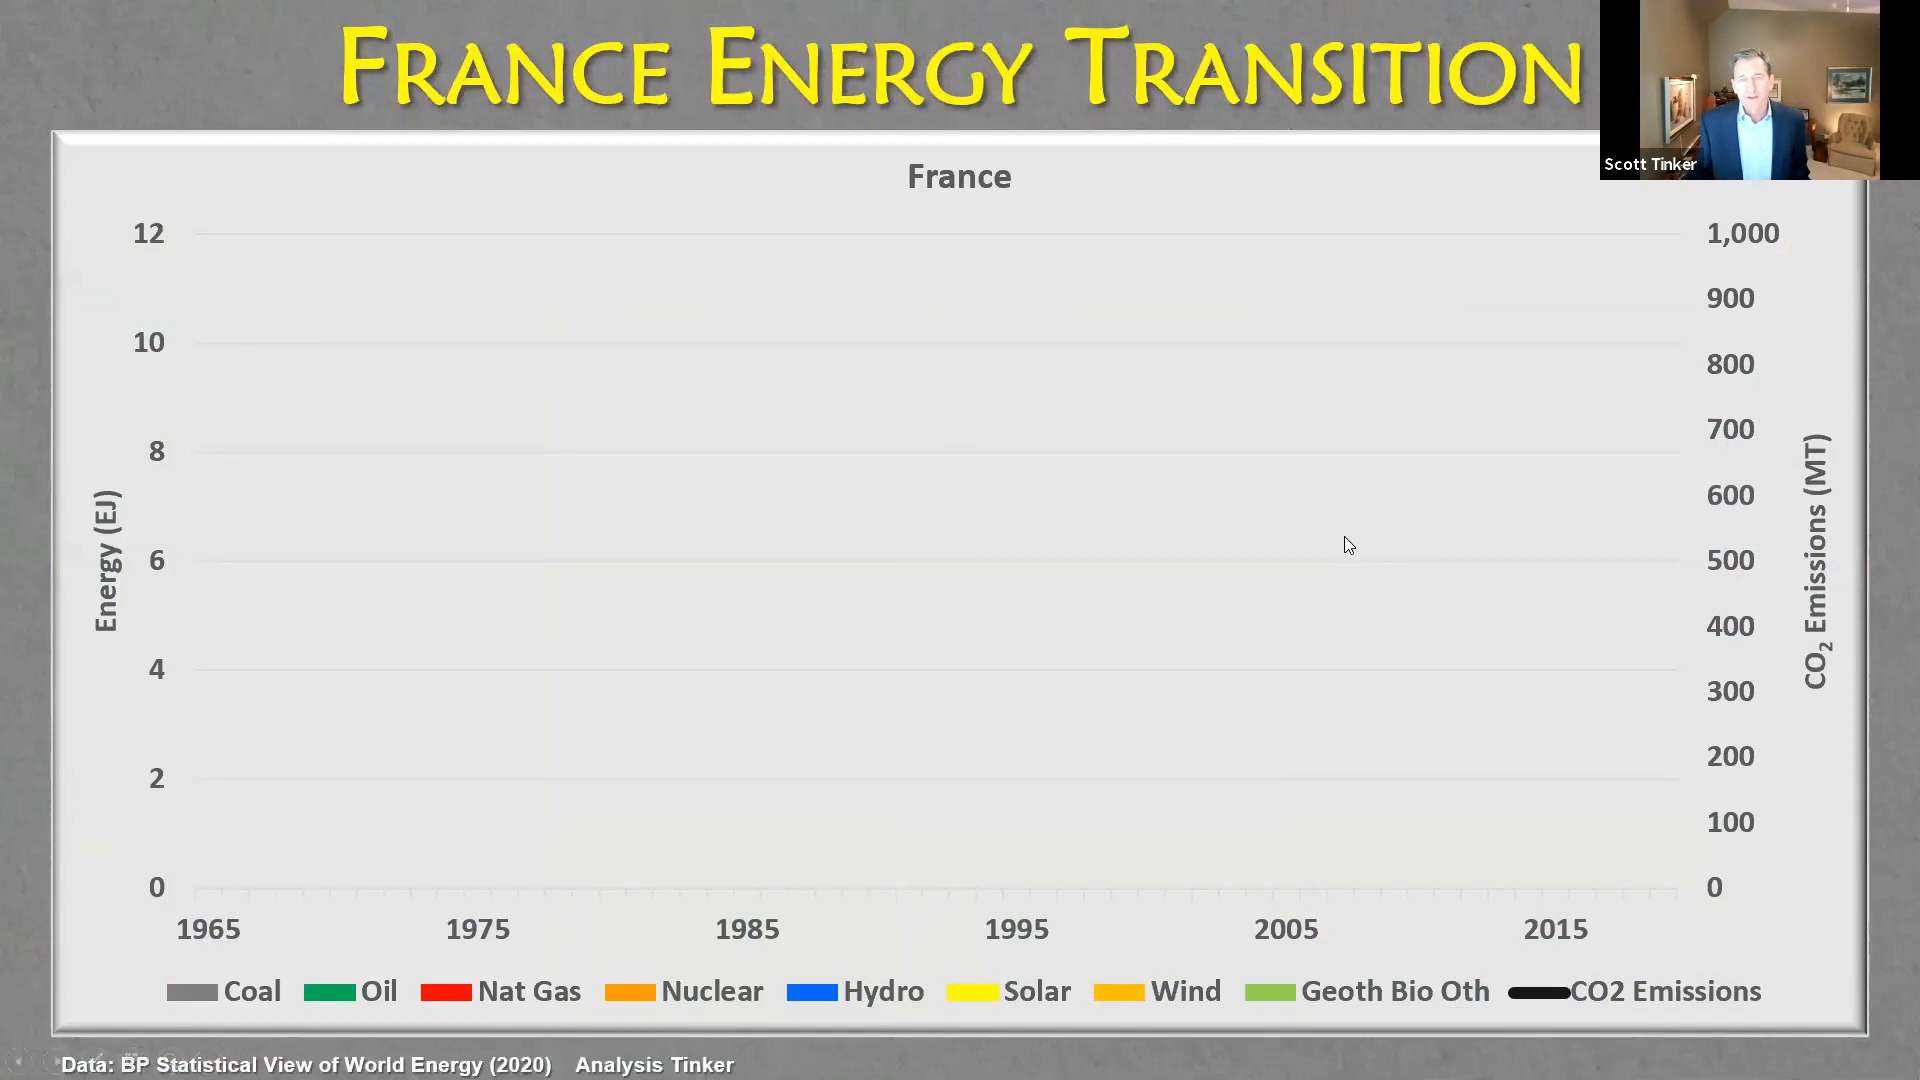 FRANCE ENERGY TRANSITION
Scott Tinker
France
12
10
8
6
4
2
0
Energy (EJ)
1,000
900
800
700
600
500
400
300
200
100
0
CO2 Emissions (MT)
1965 1975 1985 1995 2005 2015
Coal Oil Nat Gas Nuclear Hydro Solar Wind Geoth Bio Oth CO2 Emissions
Data: BP Statistical View of World Energy (2020) Analysis Tinker